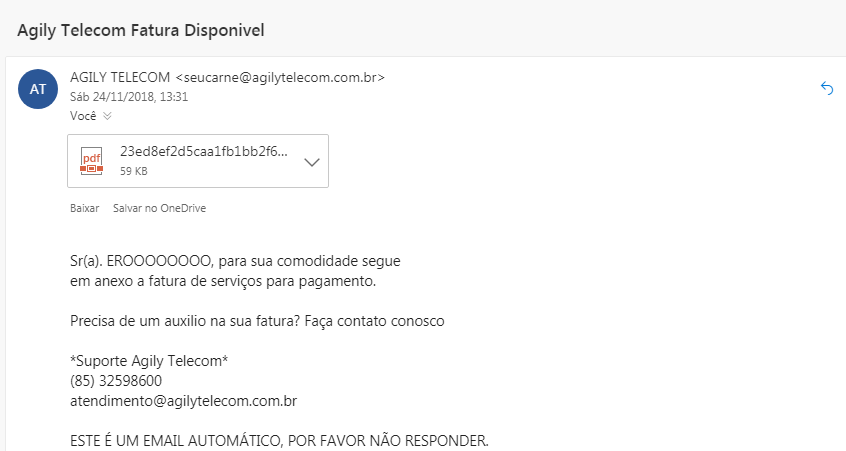 Agily Telecom Fatura Disponivel
AT
AGILY TELECOM <seucarne@agilytelecom.com.br>
Sáb 24/11/2018, 13:31
Você
pdf
23ed8ef2d5caa1fb1bb2f6...
59 KB
Baixar Salvar no OneDrive
Sr(a). EROOOOOOOO, para sua comodidade segue
em anexo a fatura de serviços para pagamento.
Precisa de um auxilio na sua fatura? Faça contato conosco
*Suporte Agily Telecom*
(85) 32598600
atendimento@agilytelecom.com.br
ESTE É UM EMAIL AUTOMÁTICO, POR FAVOR NÃO RESPONDER.